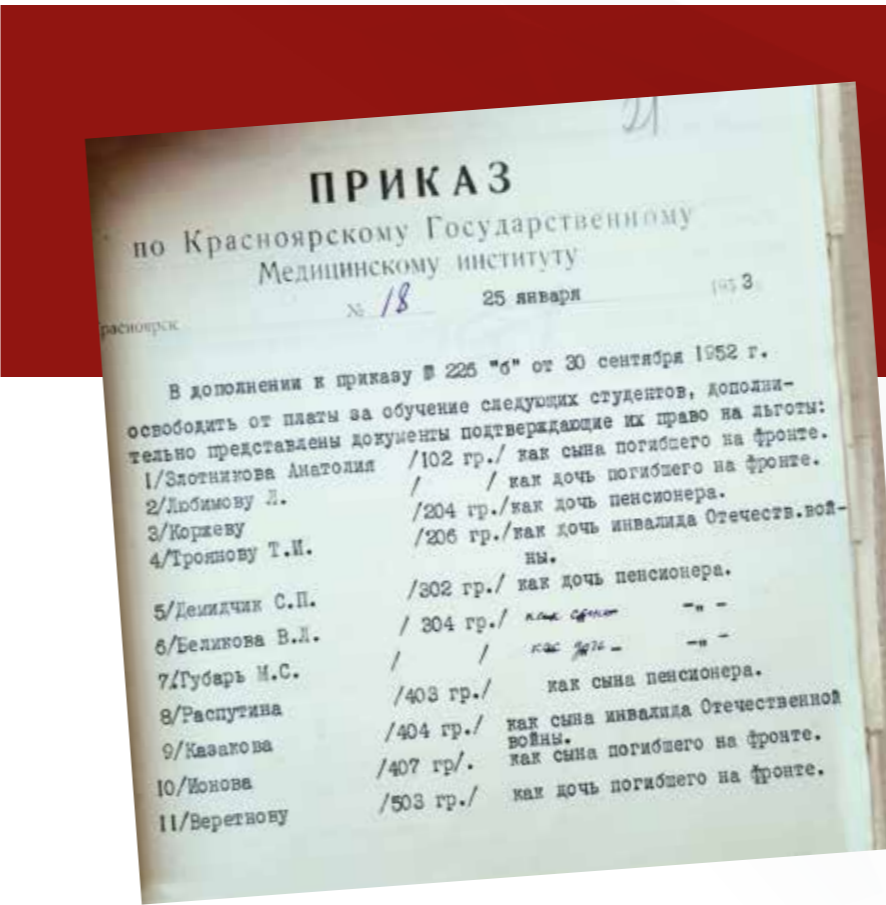 21
ПРИКАЗ
по Красноярскому Государственному
Медицинскому институту
расноярск № 18 25 января 1953
В дополнении к приказу № 225 "б" от 30 сентября 1952 г.
освободить от платы за обучение следующих студентов, дополни-
тельно представлены документы подтверждающие их право на льготы:
1/Злотникова Анатолия /102 гр./ как сына погибшего на фронте.
2/Любимову Л. / / как дочь погибшего на фронте.
3/Коржеву /204 гр./как дочь пенсионера.
4/Троянову Т.И. /206 гр./как дочь инвалида Отечеств.вой-
ны.
5/Демидчик С.П. /302 гр./ как дочь пенсионера.
6/Беликова В.Л. / 304 гр./ как сына -"-
7/Губарь М.С. / / как дочь -"-
8/Распутина /403 гр./ как сына пенсионера.
9/Казакова /404 гр./ как сына инвалида Отечественной
войны.
10/Ионова /407 гр/. как сына погибшего на фронте.
11/Веретнову /503 гр./ как дочь погибшего на фронте.